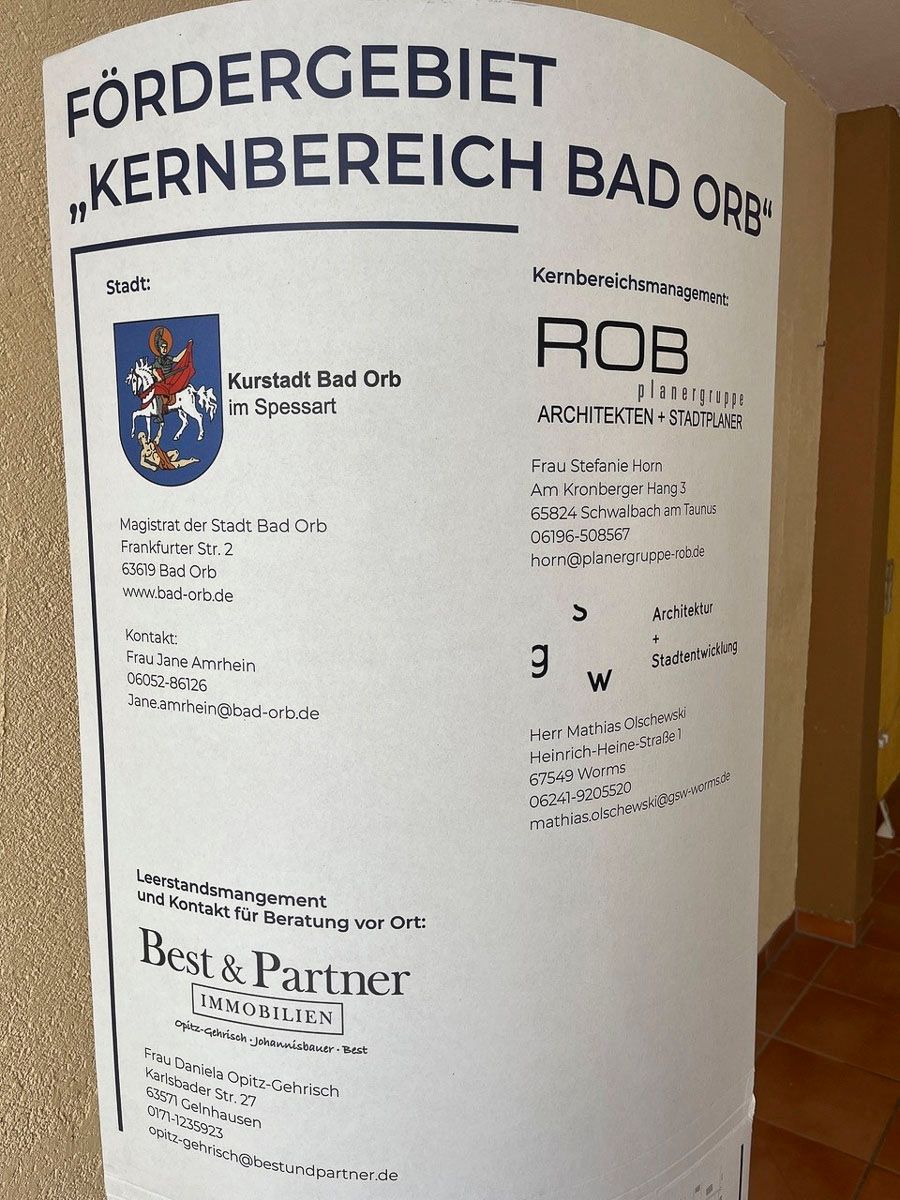 FÖRDERGEBIET
„KERNBEREICH BAD ORB“
Stadt:
Kurstadt Bad Orb
im Spessart
Magistrat der Stadt Bad Orb
Frankfurter Str. 2
63619 Bad Orb
www.bad-orb.de
Kontakt:
Frau Jane Amrhein
06052-86126
Jane.amrhein@bad-orb.de
Kernbereichsmanagement:
ROB
planergruppe
ARCHITEKTEN + STADTPLANER
Frau Stefanie Horn
Am Kronberger Hang 3
65824 Schwalbach am Taunus
06196-508567
horn@planergruppe-rob.de
s
g
w
Architektur
+
Stadtentwicklung
Herr Mathias Olschewski
Heinrich-Heine-Straße 1
67549 Worms
06241-9205520
mathias.olschewski@gsw-worms.de
Leerstandsmangement
und Kontakt für Beratung vor Ort:
Best & Partner
IMMOBILIEN
Opitz-Gehrisch · Johannisbauer · Best
Frau Daniela Opitz-Gehrisch
Karlsbader Str. 27
63571 Gelnhausen
0171-1235923
opitz-gehrisch@bestundpartner.de